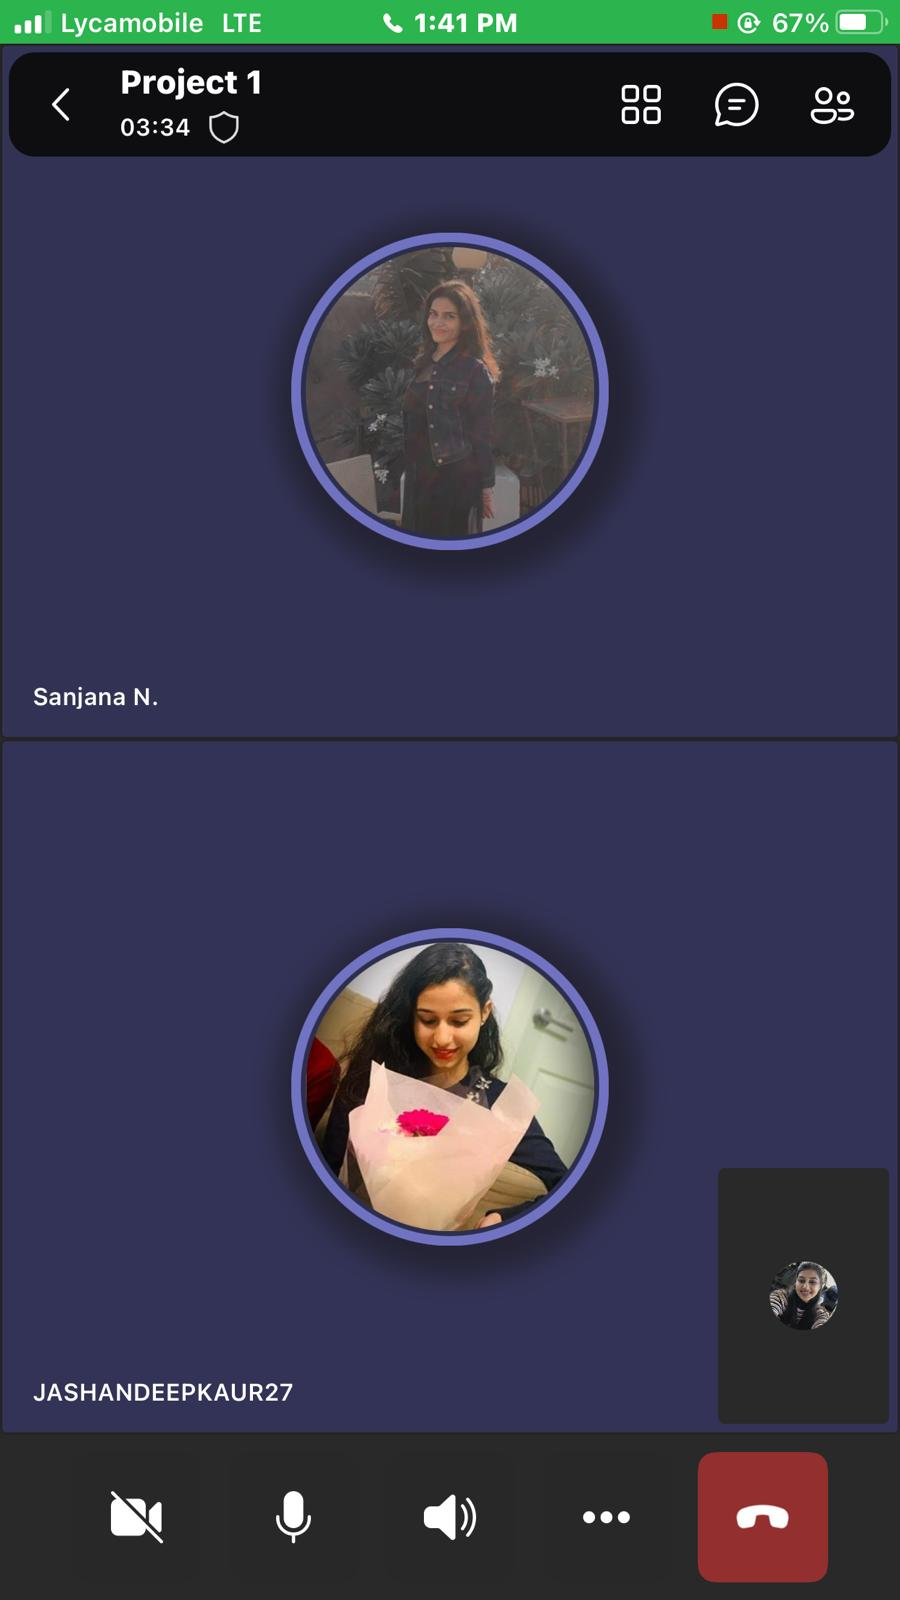 Lycamobile LTE 1:41 PM 67%
Project 1
03:34
Sanjana N.
JASHANDEEPKAUR27